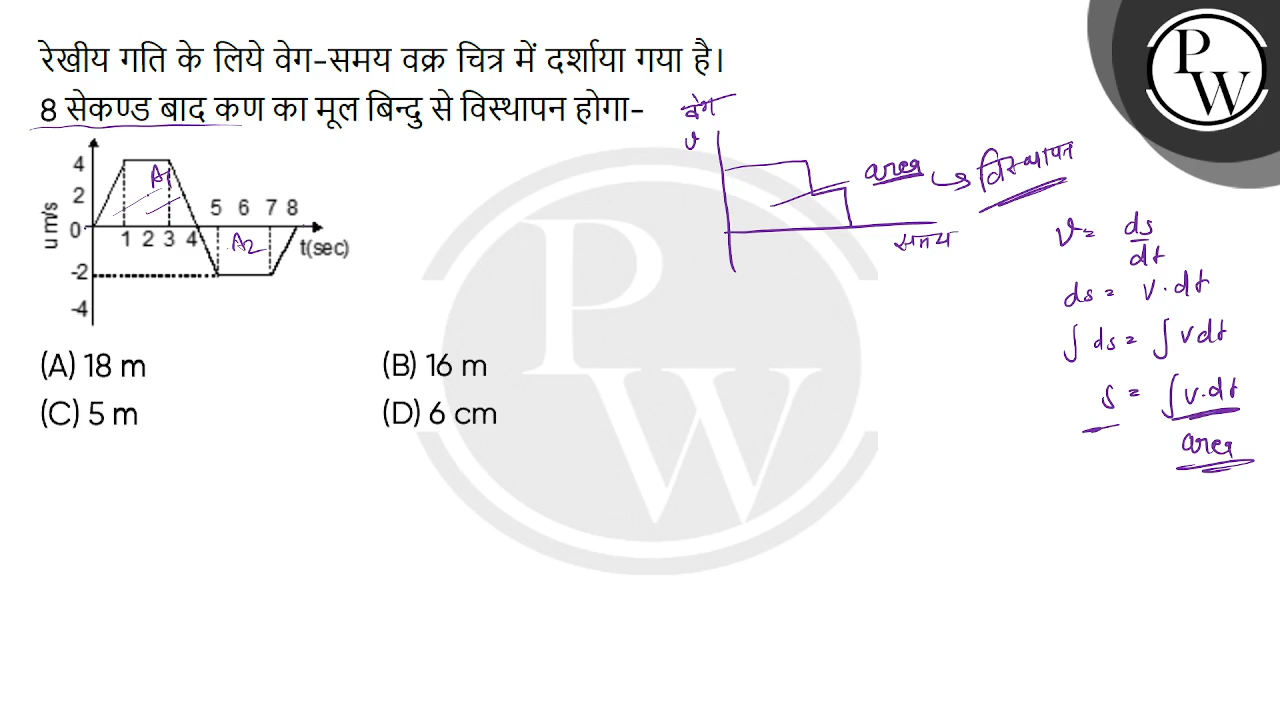 रेखीय गति के लिये वेग-समय वक्र चित्र में दर्शाया गया है।
8 सेकण्ड बाद कण का मूल बिन्दु से विस्थापन होगा-
u m/s
4
2
0
-2
-4
1 2 3 4
5 6 7 8
t(sec)
A1
A2
(A) 18 m
(B) 16 m
(C) 5 m
(D) 6 cm
वेग
v
area
विस्थापन
समय
v = ds/dt
ds = v.dt
∫ ds = ∫ vdt
s = ∫ v.dt
area
P
W
P
W